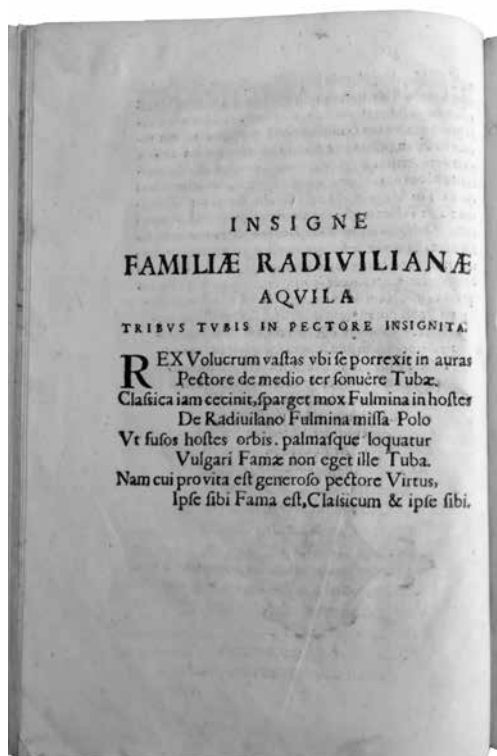 INSIGNE
FAMILIÆ RADIVILIANÆ
AQVILA
TRIBVS TVBIS IN PECTORE INSIGNITA.
REX Volucrum vaſtas vbi ſe porrexit in auras
Pectore de medio ter ſonuêre Tubæ.
Claſsica iam cecinit, ſparget mox Fulmina in hoſtes
De Radiuilano Fulmina miſſa Polo
Vt fuſos hoſtes orbis. palmaſque loquatur
Vulgari Famæ non eget ille Tuba.
Nam cui pro vita eſt generoſo pectore Virtus,
Ipſe ſibi Fama eſt, Claſsicum & ipſe ſibi.